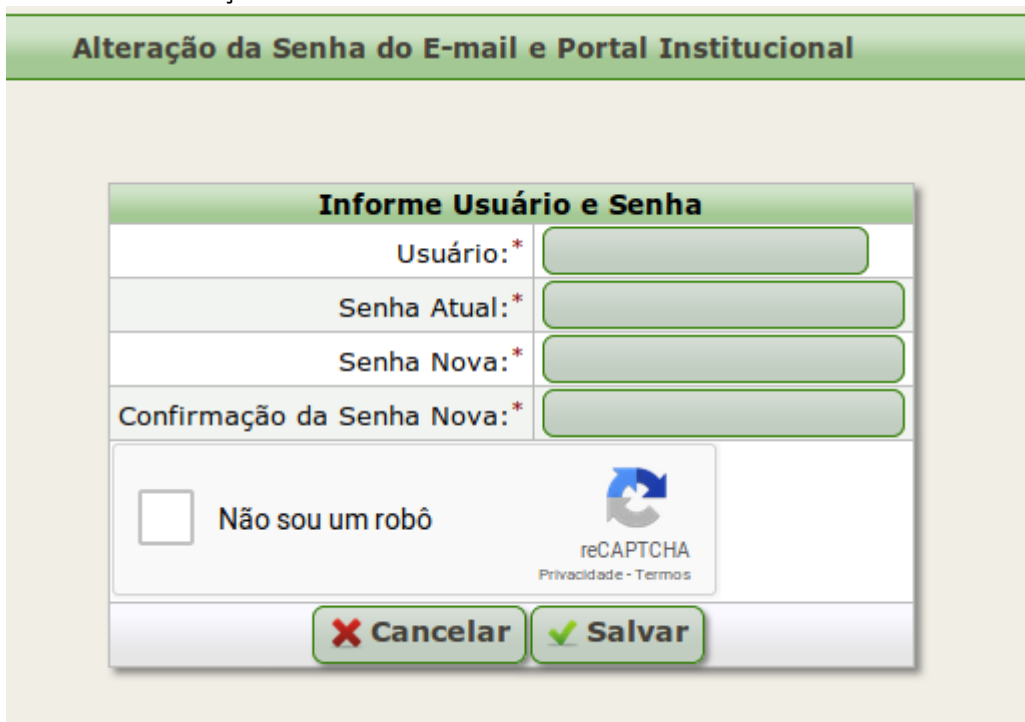 Alteração da Senha do E-mail e Portal Institucional
Informe Usuário e Senha
Usuário:*
Senha Atual:*
Senha Nova:*
Confirmação da Senha Nova:*
Não sou um robô
reCAPTCHA
Privacidade - Termos
Cancelar Salvar